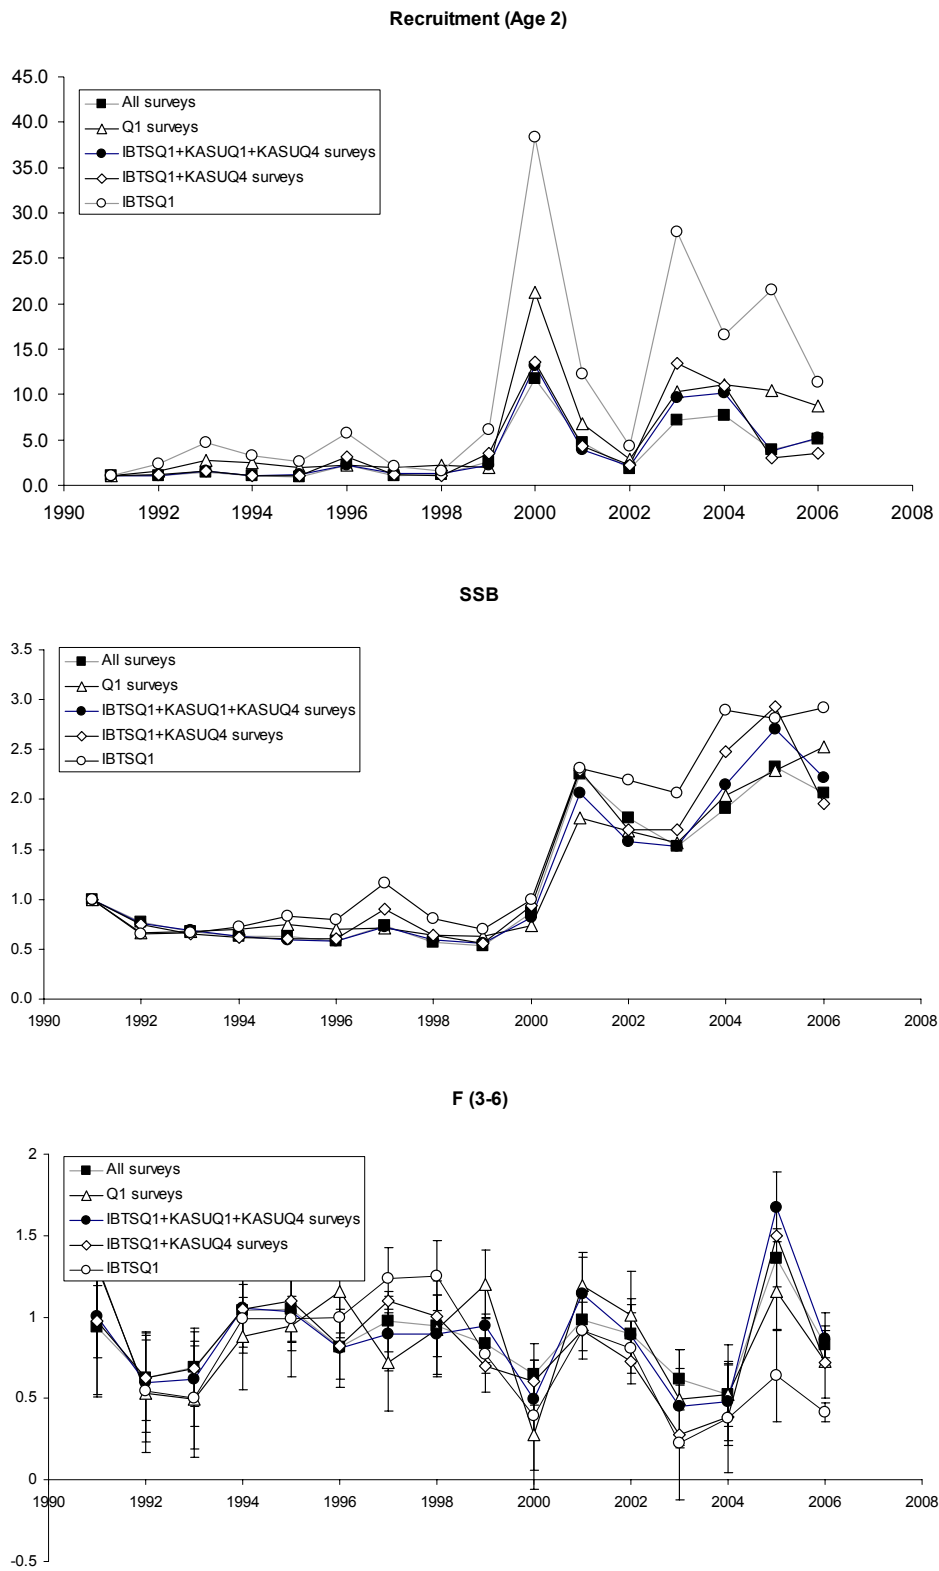 Recruitment (Age 2)
45.0
40.0
35.0
30.0
25.0
20.0
15.0
10.0
5.0
0.0
All surveys
Q1 surveys
IBTSQ1+KASUQ1+KASUQ4 surveys
IBTSQ1+KASUQ4 surveys
IBTSQ1
1990 1992 1994 1996 1998 2000 2002 2004 2006 2008
SSB
3.5
3.0
2.5
2.0
1.5
1.0
0.5
0.0
All surveys
Q1 surveys
IBTSQ1+KASUQ1+KASUQ4 surveys
IBTSQ1+KASUQ4 surveys
IBTSQ1
1990 1992 1994 1996 1998 2000 2002 2004 2006 2008
F (3-6)
2
1.5
1
0.5
0
-0.5
All surveys
Q1 surveys
IBTSQ1+KASUQ1+KASUQ4 surveys
IBTSQ1+KASUQ4 surveys
IBTSQ1
1990 1992 1994 1996 1998 2000 2002 2004 2006 2008